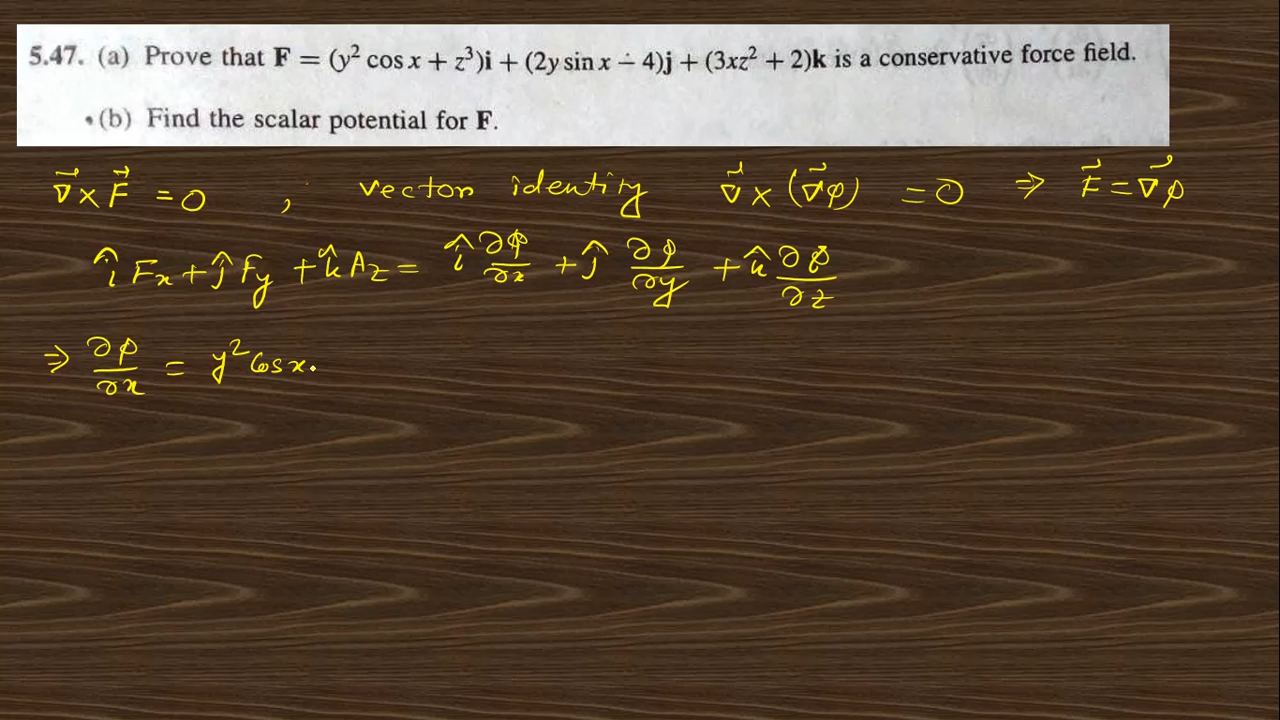 5.47. (a) Prove that F = (y² cos x + z³)i + (2y sin x − 4)j + (3xz² + 2)k is a conservative force field.
(b) Find the scalar potential for F.
∇⃗ × F⃗ = 0 , vector identity ∇⃗ × (∇⃗φ) = 0 ⇒ F⃗ = ∇⃗φ
î Fx + ĵ Fy + k̂ Az = î ∂φ/∂x + ĵ ∂φ/∂y + k̂ ∂φ/∂z
⇒ ∂φ/∂x = y² cos x